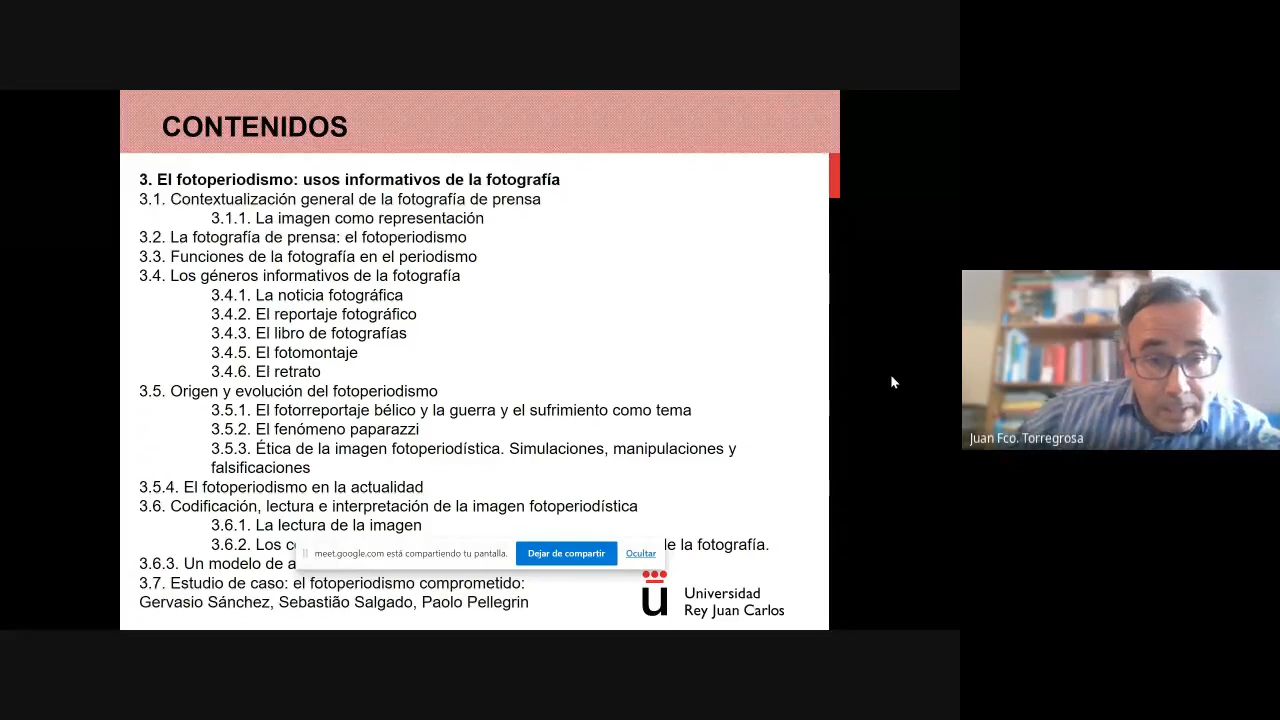 CONTENIDOS
3. El fotoperiodismo: usos informativos de la fotografía
3.1. Contextualización general de la fotografía de prensa
3.1.1. La imagen como representación
3.2. La fotografía de prensa: el fotoperiodismo
3.3. Funciones de la fotografía en el periodismo
3.4. Los géneros informativos de la fotografía
3.4.1. La noticia fotográfica
3.4.2. El reportaje fotográfico
3.4.3. El libro de fotografías
3.4.5. El fotomontaje
3.4.6. El retrato
3.5. Origen y evolución del fotoperiodismo
3.5.1. El fotorreportaje bélico y la guerra y el sufrimiento como tema
3.5.2. El fenómeno paparazzi
3.5.3. Ética de la imagen fotoperiodística. Simulaciones, manipulaciones y
falsificaciones
3.5.4. El fotoperiodismo en la actualidad
3.6. Codificación, lectura e interpretación de la imagen fotoperiodística
3.6.1. La lectura de la imagen
3.6.2. Los de la fotografía.
meet.google.com está compartiendo tu pantalla. Dejar de compartir Ocultar
3.6.3. Un modelo de
3.7. Estudio de caso: el fotoperiodismo comprometido:
Gervasio Sánchez, Sebastião Salgado, Paolo Pellegrin
u Universidad
Rey Juan Carlos
Juan Fco. Torregrosa